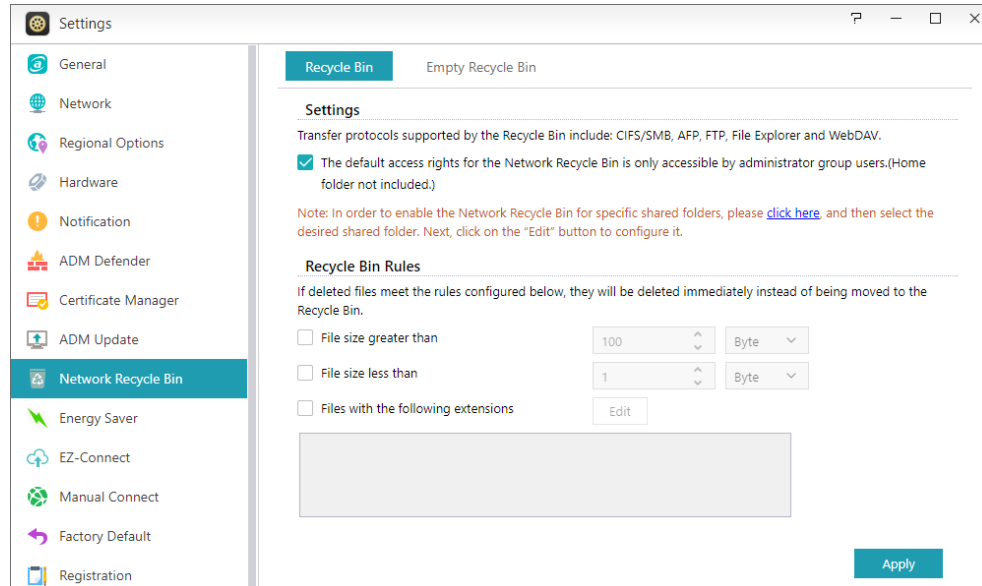 Settings
General
Network
Regional Options
Hardware
Notification
ADM Defender
Certificate Manager
ADM Update
Network Recycle Bin
Energy Saver
EZ-Connect
Manual Connect
Factory Default
Registration
Recycle Bin
Empty Recycle Bin
Settings
Transfer protocols supported by the Recycle Bin include: CIFS/SMB, AFP, FTP, File Explorer and WebDAV.
The default access rights for the Network Recycle Bin is only accessible by administrator group users.(Home
folder not included.)
Note: In order to enable the Network Recycle Bin for specific shared folders, please click here, and then select the
desired shared folder. Next, click on the “Edit” button to configure it.
Recycle Bin Rules
If deleted files meet the rules configured below, they will be deleted immediately instead of being moved to the
Recycle Bin.
File size greater than 100 Byte
File size less than 1 Byte
Files with the following extensions Edit
Apply